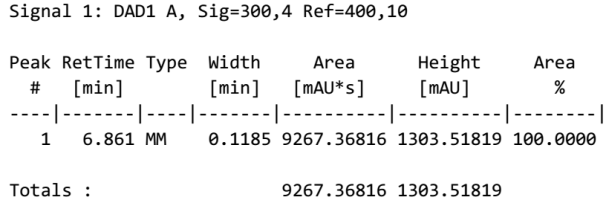 Signal 1: DAD1 A, Sig=300,4 Ref=400,10
Peak RetTime Type  Width     Area      Height     Area
  #   [min]        [min]   [mAU*s]     [mAU]        %
----|-------|----|-------|----------|----------|--------|
   1   6.861 MM    0.1185 9267.36816 1303.51819 100.0000
Totals :                  9267.36816 1303.51819